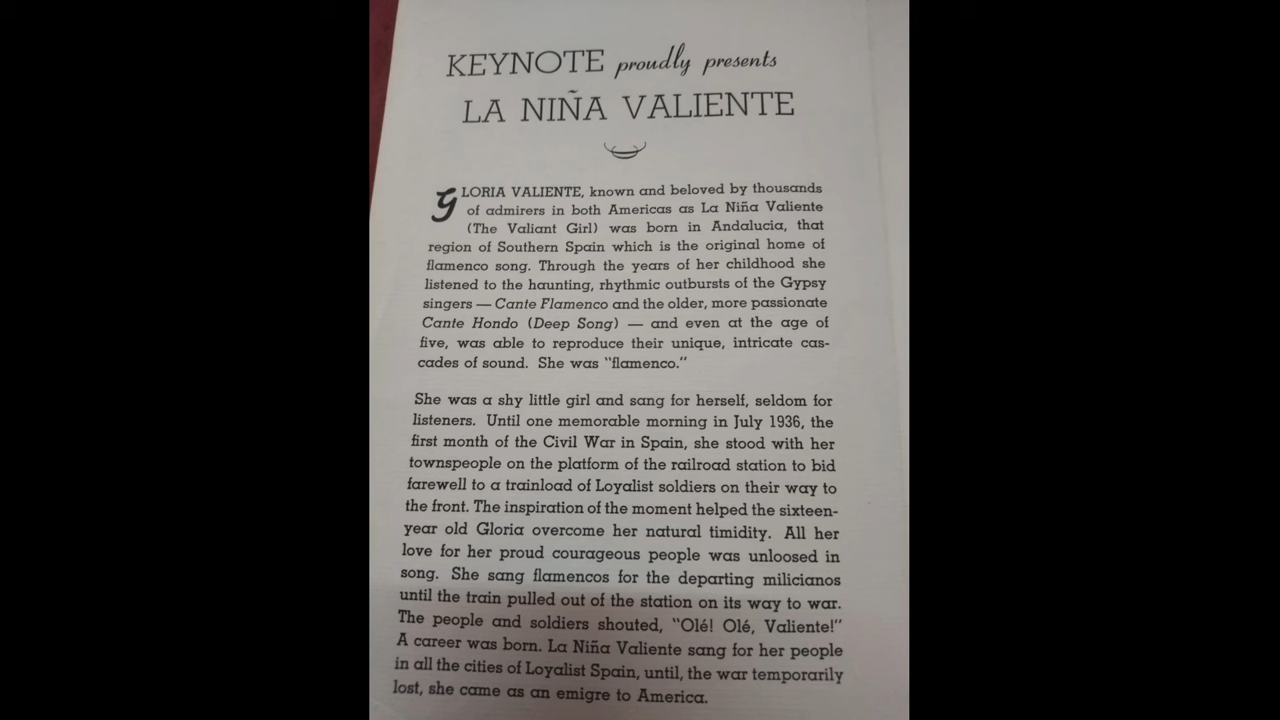 KEYNOTE proudly presents
LA NIÑA VALIENTE
GLORIA VALIENTE, known and beloved by thousands
of admirers in both Americas as La Niña Valiente
(The Valiant Girl) was born in Andalucia, that
region of Southern Spain which is the original home of
flamenco song. Through the years of her childhood she
listened to the haunting, rhythmic outbursts of the Gypsy
singers — Cante Flamenco and the older, more passionate
Cante Hondo (Deep Song) — and even at the age of
five, was able to reproduce their unique, intricate cas-
cades of sound. She was "flamenco."
She was a shy little girl and sang for herself, seldom for
listeners. Until one memorable morning in July 1936, the
first month of the Civil War in Spain, she stood with her
townspeople on the platform of the railroad station to bid
farewell to a trainload of Loyalist soldiers on their way to
the front. The inspiration of the moment helped the sixteen-
year old Gloria overcome her natural timidity. All her
love for her proud courageous people was unloosed in
song. She sang flamencos for the departing milicianos
until the train pulled out of the station on its way to war.
The people and soldiers shouted, "Olé! Olé, Valiente!"
A career was born. La Niña Valiente sang for her people
in all the cities of Loyalist Spain, until, the war temporarily
lost, she came as an emigre to America.